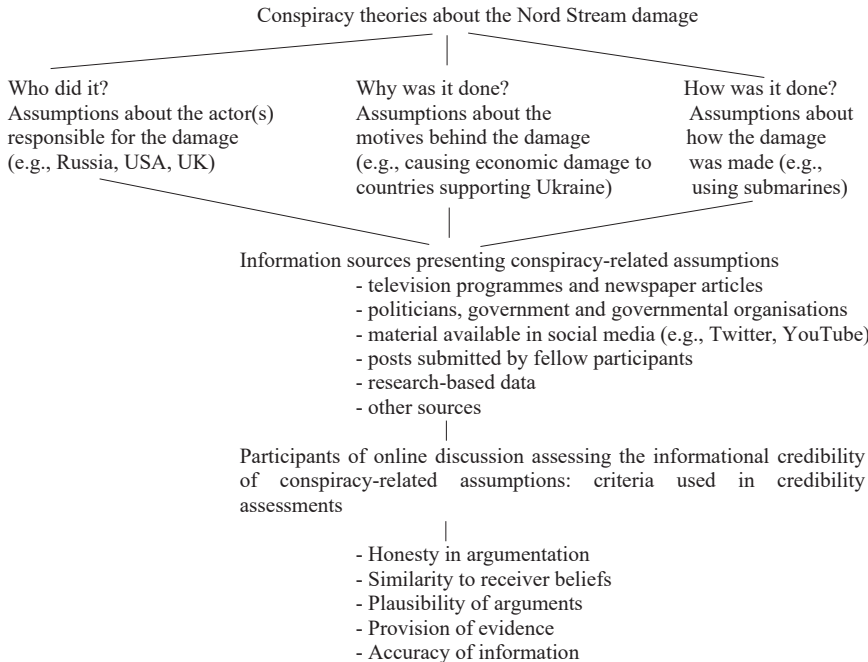 Conspiracy theories about the Nord Stream damage
Who did it?
Assumptions about the actor(s)
responsible for the damage
(e.g., Russia, USA, UK)
Why was it done?
Assumptions about the
motives behind the damage
(e.g., causing economic damage to
countries supporting Ukraine)
How was it done?
Assumptions about
how the damage
was made (e.g.,
using submarines)
Information sources presenting conspiracy-related assumptions
- television programmes and newspaper articles
- politicians, government and governmental organisations
- material available in social media (e.g., Twitter, YouTube)
- posts submitted by fellow participants
- research-based data
- other sources
Participants of online discussion assessing the informational credibility
of conspiracy-related assumptions: criteria used in credibility
assessments
- Honesty in argumentation
- Similarity to receiver beliefs
- Plausibility of arguments
- Provision of evidence
- Accuracy of information